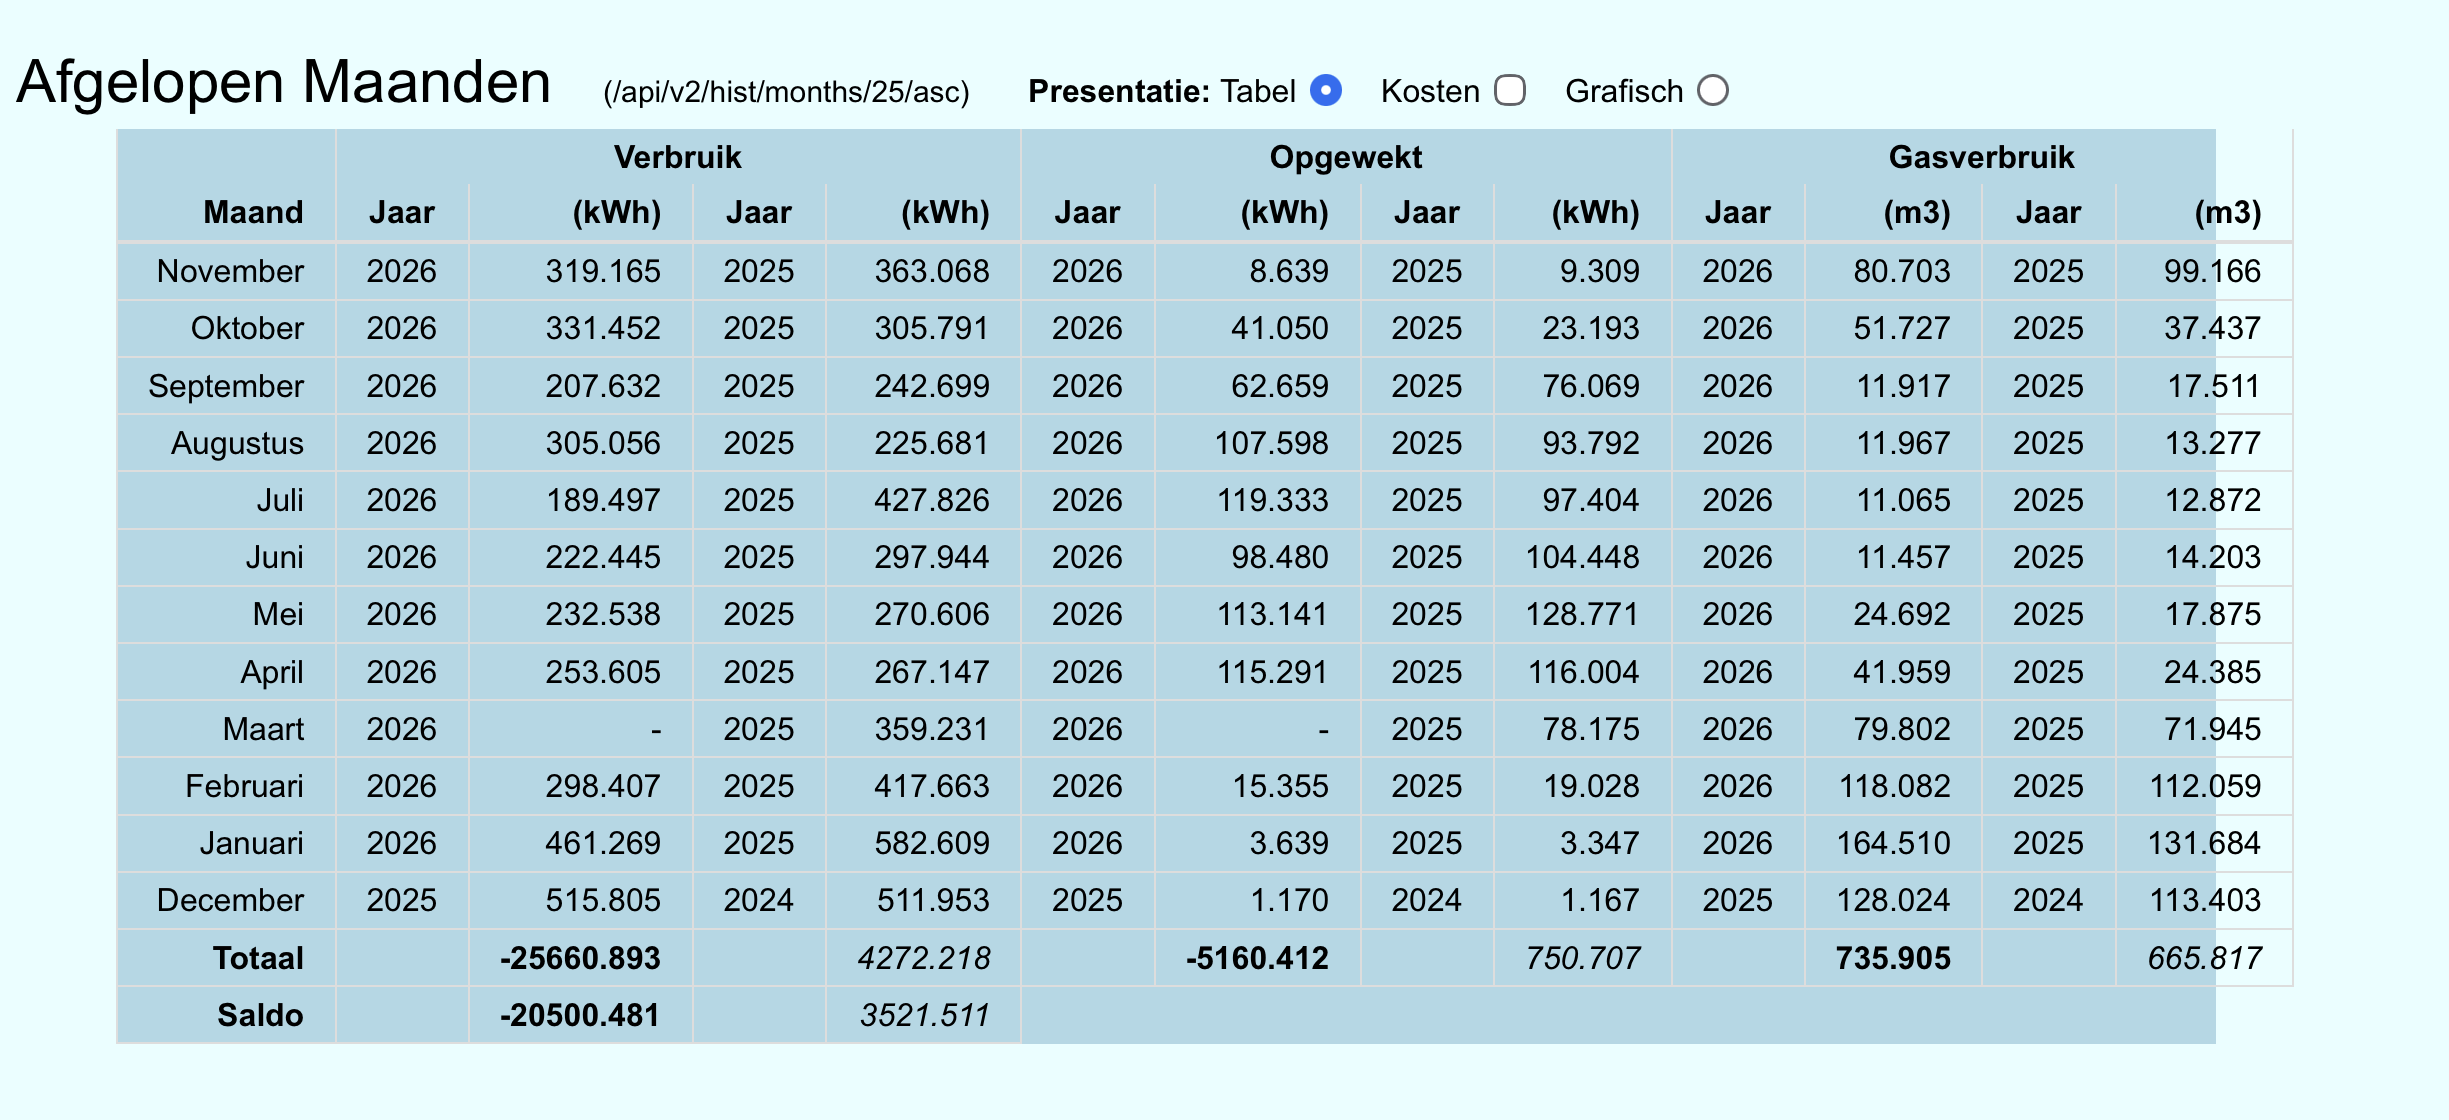 Afgelopen Maanden (/api/v2/hist/months/25/asc) Presentatie: Tabel Kosten Grafisch
Verbruik Opgewekt Gasverbruik
Maand Jaar (kWh) Jaar (kWh) Jaar (kWh) Jaar (kWh) Jaar (m3) Jaar (m3)
November 2026 319.165 2025 363.068 2026 8.639 2025 9.309 2026 80.703 2025 99.166
Oktober 2026 331.452 2025 305.791 2026 41.050 2025 23.193 2026 51.727 2025 37.437
September 2026 207.632 2025 242.699 2026 62.659 2025 76.069 2026 11.917 2025 17.511
Augustus 2026 305.056 2025 225.681 2026 107.598 2025 93.792 2026 11.967 2025 13.277
Juli 2026 189.497 2025 427.826 2026 119.333 2025 97.404 2026 11.065 2025 12.872
Juni 2026 222.445 2025 297.944 2026 98.480 2025 104.448 2026 11.457 2025 14.203
Mei 2026 232.538 2025 270.606 2026 113.141 2025 128.771 2026 24.692 2025 17.875
April 2026 253.605 2025 267.147 2026 115.291 2025 116.004 2026 41.959 2025 24.385
Maart 2026 - 2025 359.231 2026 - 2025 78.175 2026 79.802 2025 71.945
Februari 2026 298.407 2025 417.663 2026 15.355 2025 19.028 2026 118.082 2025 112.059
Januari 2026 461.269 2025 582.609 2026 3.639 2025 3.347 2026 164.510 2025 131.684
December 2025 515.805 2024 511.953 2025 1.170 2024 1.167 2025 128.024 2024 113.403
Totaal -25660.893 4272.218 -5160.412 750.707 735.905 665.817
Saldo -20500.481 3521.511